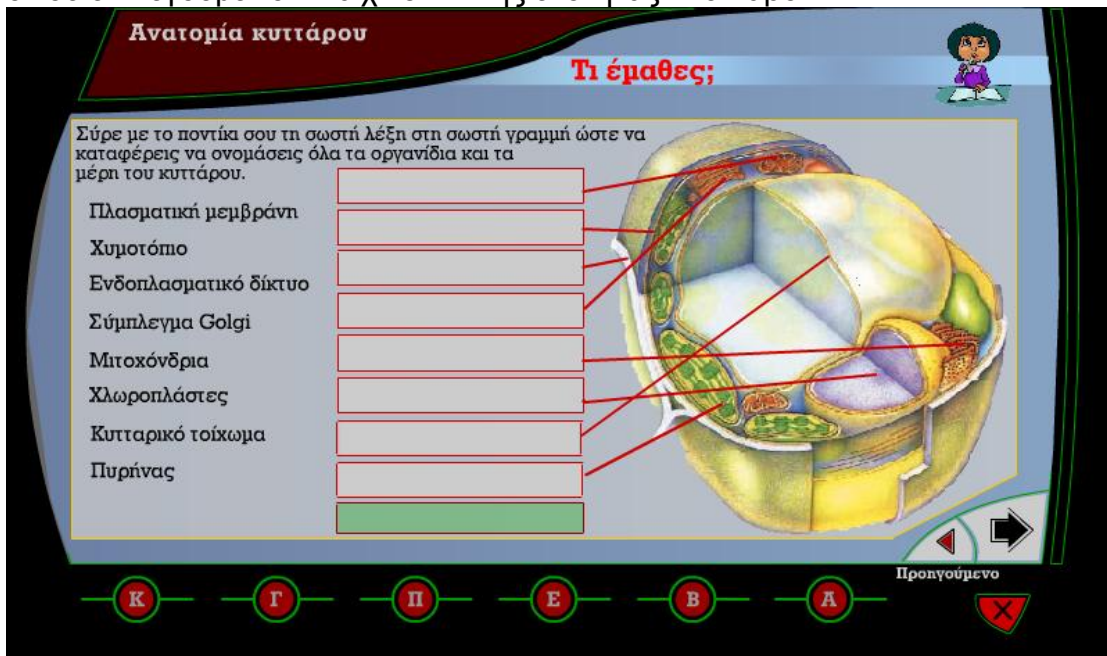 Ανατομία κυττάρου
Τι έμαθες;
Σύρε με το ποντίκι σου τη σωστή λέξη στη σωστή γραμμή ώστε να
καταφέρεις να ονομάσεις όλα τα οργανίδια και τα
μέρη του κυττάρου.
Πλασματική μεμβράνη
Χυμοτόπιο
Ενδοπλασματικό δίκτυο
Σύμπλεγμα Golgi
Μιτοχόνδρια
Χλωροπλάστες
Κυτταρικό τοίχωμα
Πυρήνας
Προηγούμενο
Κ Γ Π Ε Β Α